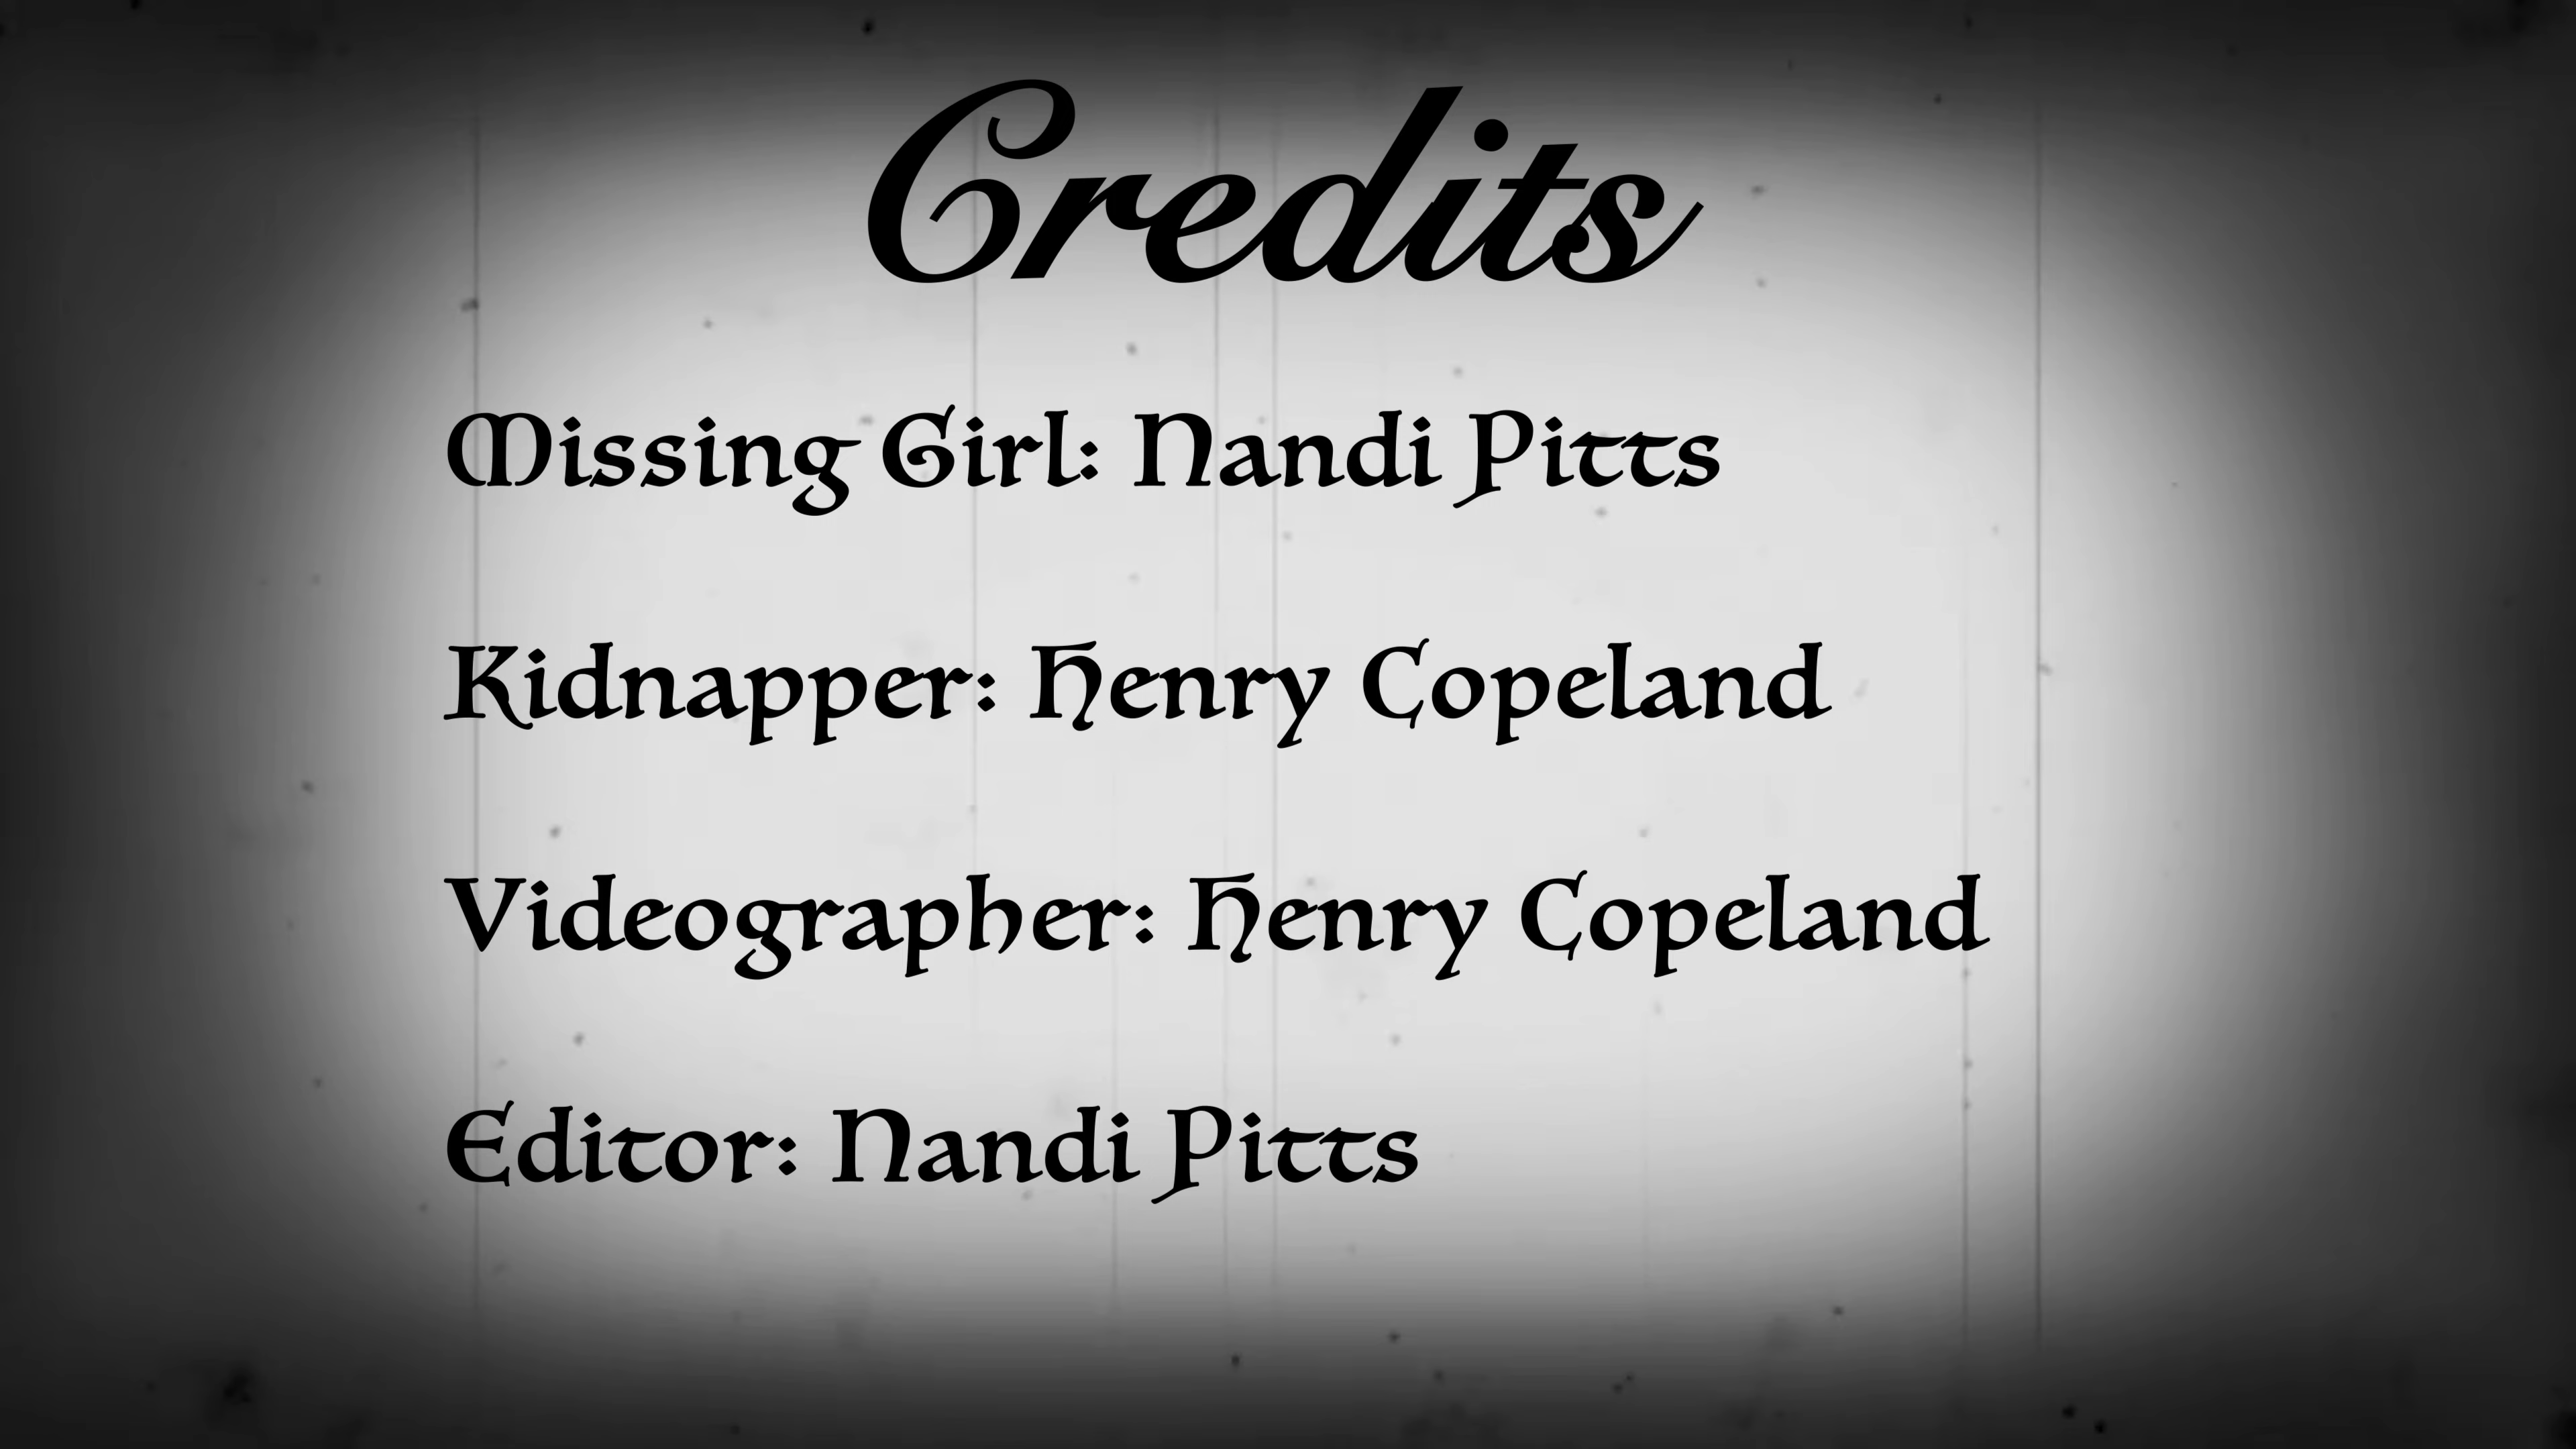 Credits
Missing Girl: Nandi Pitts
Kidnapper: Henry Copeland
Videographer: Henry Copeland
Editor: Nandi Pitts